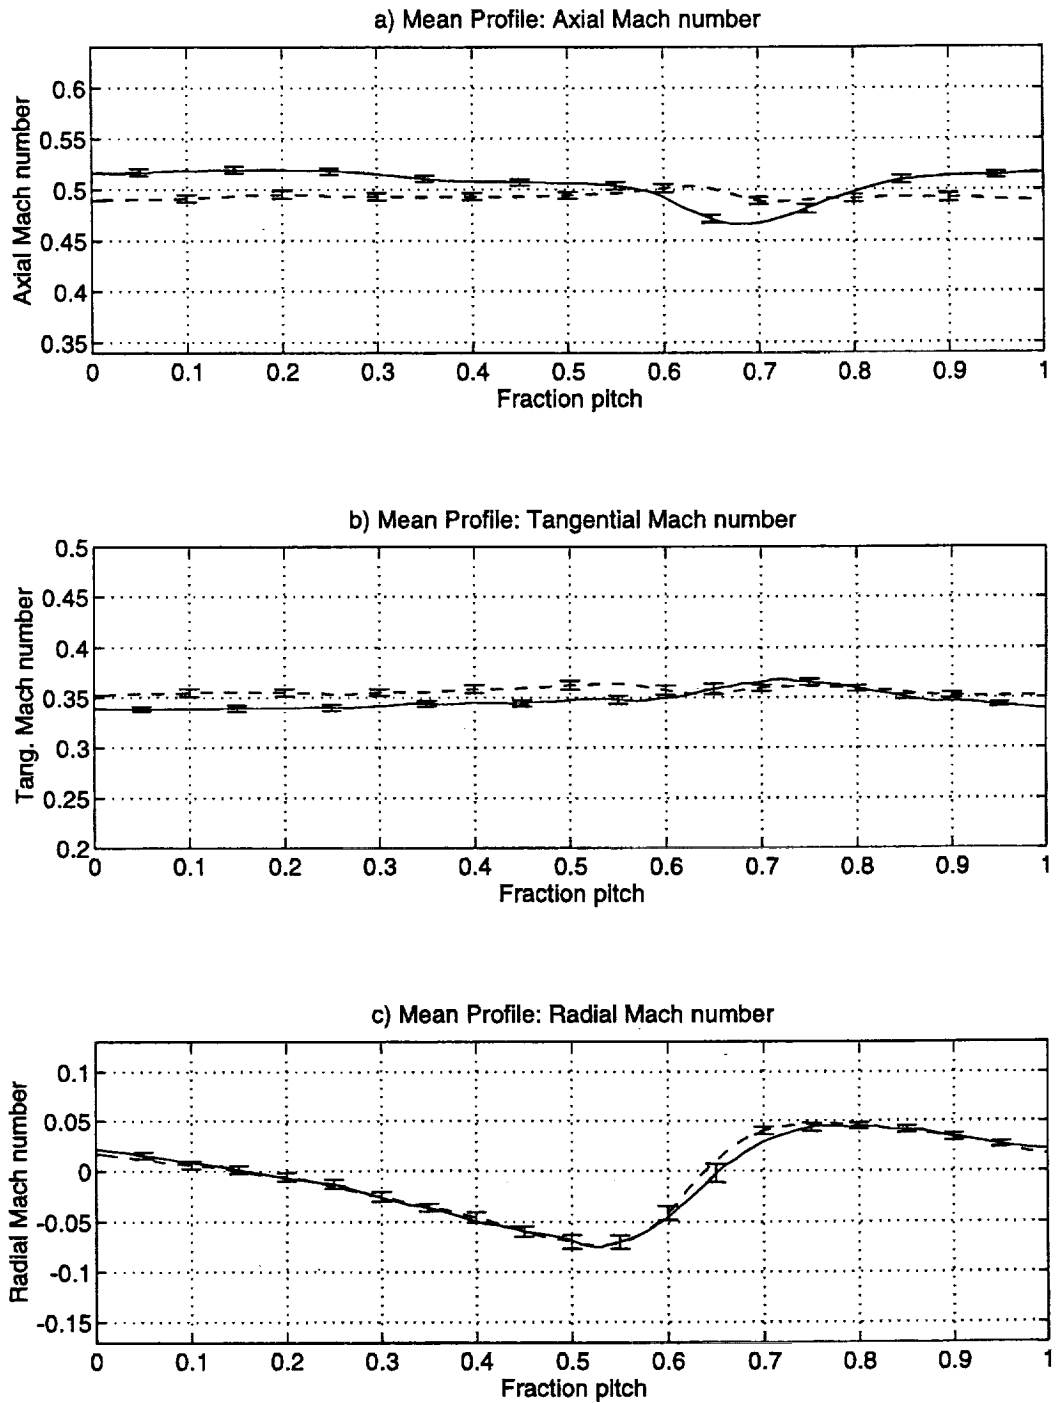 a) Mean Profile: Axial Mach number
Axial Mach number
0.6
0.55
0.5
0.45
0.4
0.35
0 0.1 0.2 0.3 0.4 0.5 0.6 0.7 0.8 0.9 1
Fraction pitch
b) Mean Profile: Tangential Mach number
Tang. Mach number
0.5
0.45
0.4
0.35
0.3
0.25
0.2
0 0.1 0.2 0.3 0.4 0.5 0.6 0.7 0.8 0.9 1
Fraction pitch
c) Mean Profile: Radial Mach number
Radial Mach number
0.1
0.05
0
-0.05
-0.1
-0.15
0 0.1 0.2 0.3 0.4 0.5 0.6 0.7 0.8 0.9 1
Fraction pitch